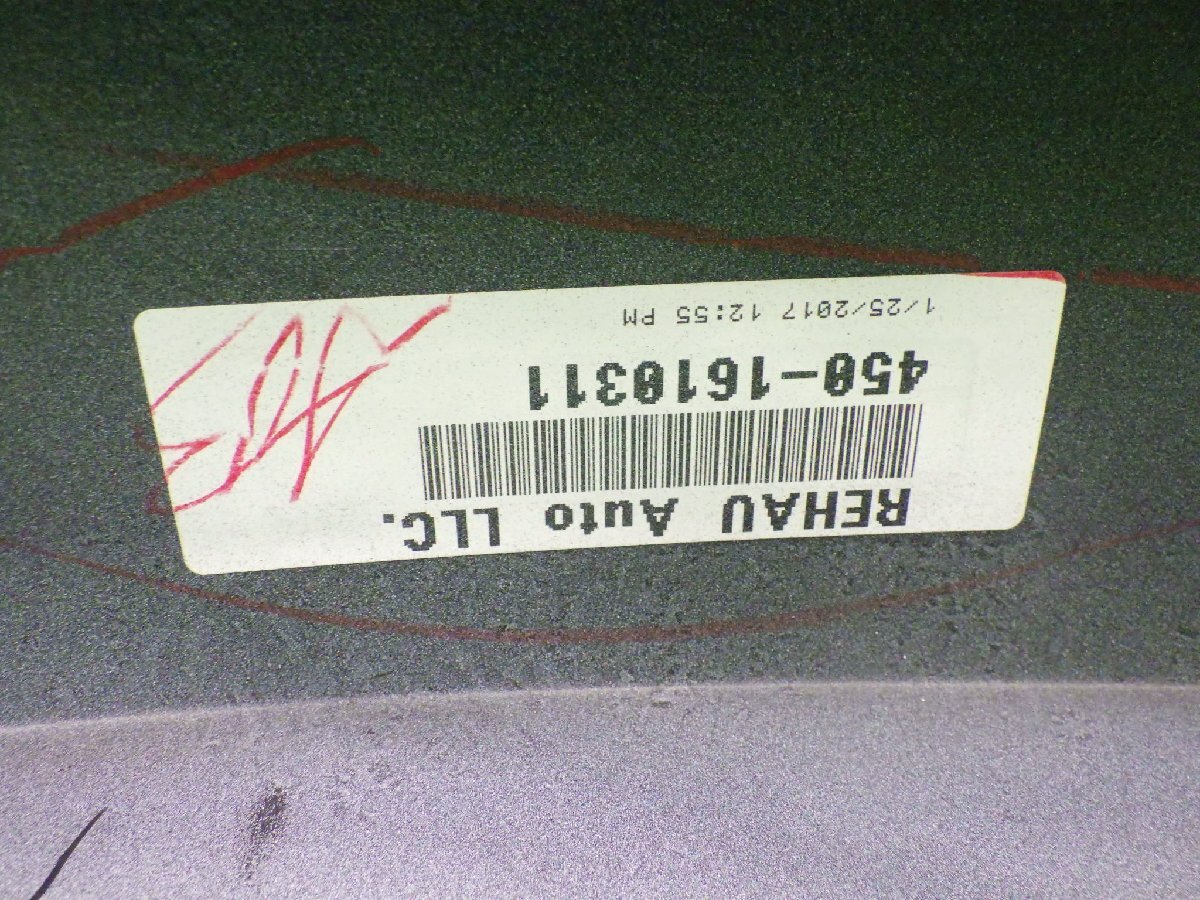 REHAU Auto LLC.
450-1610311
1/25/2017 12:55 PM